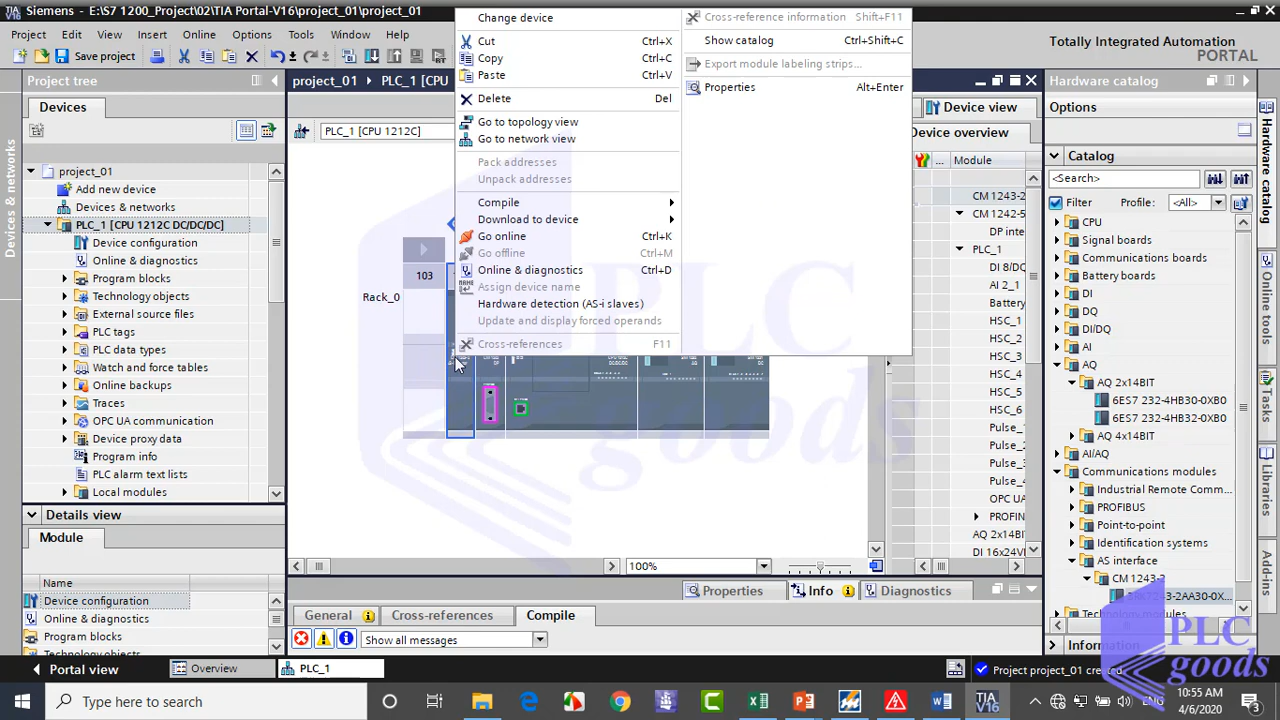 Siemens - E:\S7 1200_Project\02\TIA Portal-V16\project_01\project_01
Project Edit View Insert Online Options Tools Window Help
Save project
Totally Integrated Automation
PORTAL
Project tree
Devices
Devices & networks
project_01
Add new device
Devices & networks
PLC_1 [CPU 1212C DC/DC/DC]
Device configuration
Online & diagnostics
Program blocks
Technology objects
External source files
PLC tags
PLC data types
Watch and force tables
Online backups
Traces
OPC UA communication
Device proxy data
Program info
PLC alarm text lists
Local modules
Details view
Module
Name
Device configuration
Online & diagnostics
Program blocks
project_01 PLC_1 [CPU
PLC_1 [CPU 1212C]
103
Rack_0
100%
Change device
Cut Ctrl+X
Copy Ctrl+C
Paste Ctrl+V
Delete Del
Go to topology view
Go to network view
Pack addresses
Unpack addresses
Compile
Download to device
Go online Ctrl+K
Go offline Ctrl+M
Online & diagnostics Ctrl+D
Assign device name
Hardware detection (AS-i slaves)
Update and display forced operands
Cross-references F11
Cross-reference information Shift+F11
Show catalog Ctrl+Shift+C
Export module labeling strips...
Properties Alt+Enter
Device view
Device overview
... Module
CM 1243-2
CM 1242-5
DP inte
PLC_1
DI 8/DQ
AI 2_1
Battery
HSC_1
HSC_2
HSC_3
HSC_4
HSC_5
HSC_6
Pulse_1
Pulse_2
Pulse_3
Pulse_4
OPC UA
PROFIN
AQ 2x14BIT
DI 16x24VD
Properties Info Diagnostics
General Cross-references Compile
Show all messages
Hardware catalog
Options
Catalog
<Search>
Filter Profile: <All>
CPU
Signal boards
Communications boards
Battery boards
DI
DQ
DI/DQ
AI
AQ
AQ 2x14BIT
6ES7 232-4HB30-0XB0
6ES7 232-4HB32-0XB0
AQ 4x14BIT
AI/AQ
Communications modules
Industrial Remote Comm...
PROFIBUS
Point-to-point
Identification systems
AS interface
CM 1243-2
Information
Hardware catalog
Online tools
Tasks
Libraries
Add-ins
PLC
goods
PLC
goods
Portal view Overview PLC_1 Project project_01 created
Type here to search
ENG
10:55 AM
4/6/2020
3